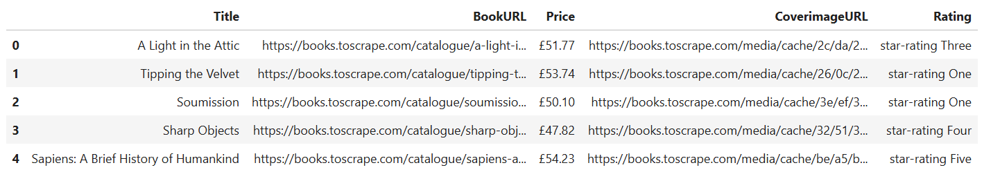 Title BookURL Price CoverimageURL Rating
0 A Light in the Attic https://books.toscrape.com/catalogue/a-light-i... £51.77 https://books.toscrape.com/media/cache/2c/da/2... star-rating Three
1 Tipping the Velvet https://books.toscrape.com/catalogue/tipping-t... £53.74 https://books.toscrape.com/media/cache/26/0c/2... star-rating One
2 Soumission https://books.toscrape.com/catalogue/soumissio... £50.10 https://books.toscrape.com/media/cache/3e/ef/3... star-rating One
3 Sharp Objects https://books.toscrape.com/catalogue/sharp-obj... £47.82 https://books.toscrape.com/media/cache/32/51/3... star-rating Four
4 Sapiens: A Brief History of Humankind https://books.toscrape.com/catalogue/sapiens-a... £54.23 https://books.toscrape.com/media/cache/be/a5/b... star-rating Five